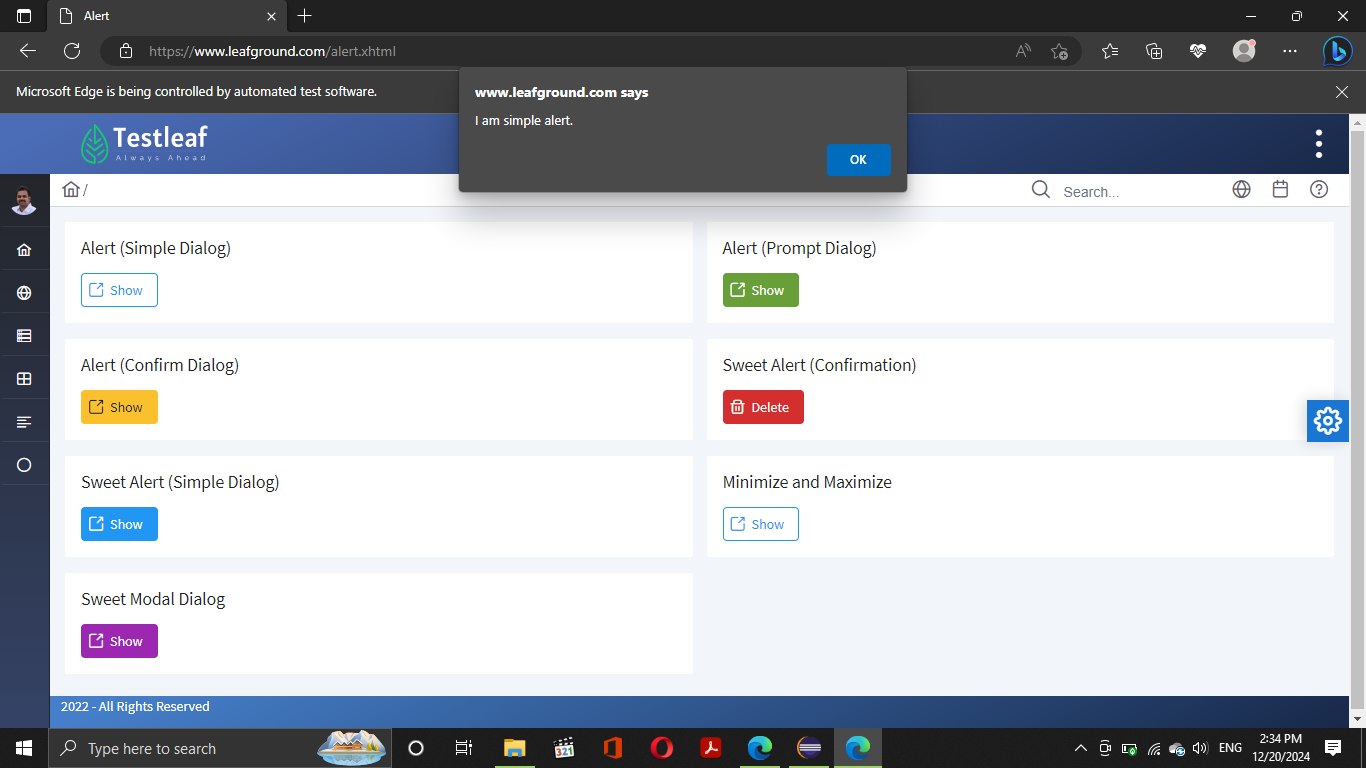 Alert
https://www.leafground.com/alert.xhtml
Microsoft Edge is being controlled by automated test software.
www.leafground.com says
I am simple alert.
OK
Testleaf
Always Ahead
/
Search...
Alert (Simple Dialog)
Show
Alert (Prompt Dialog)
Show
Alert (Confirm Dialog)
Show
Sweet Alert (Confirmation)
Delete
Sweet Alert (Simple Dialog)
Show
Minimize and Maximize
Show
Sweet Modal Dialog
Show
2022 - All Rights Reserved
Type here to search
321
ENG
2:34 PM
12/20/2024